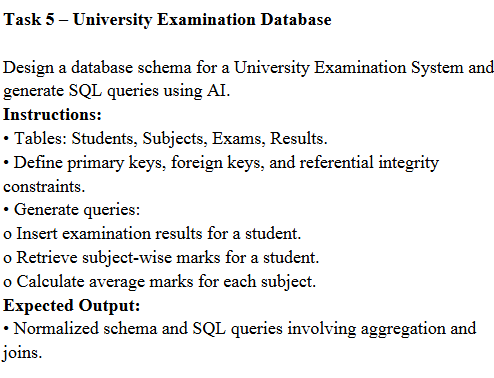 Task 5 – University Examination Database
Design a database schema for a University Examination System and
generate SQL queries using AI.
Instructions:
• Tables: Students, Subjects, Exams, Results.
• Define primary keys, foreign keys, and referential integrity
constraints.
• Generate queries:
o Insert examination results for a student.
o Retrieve subject-wise marks for a student.
o Calculate average marks for each subject.
Expected Output:
• Normalized schema and SQL queries involving aggregation and
joins.